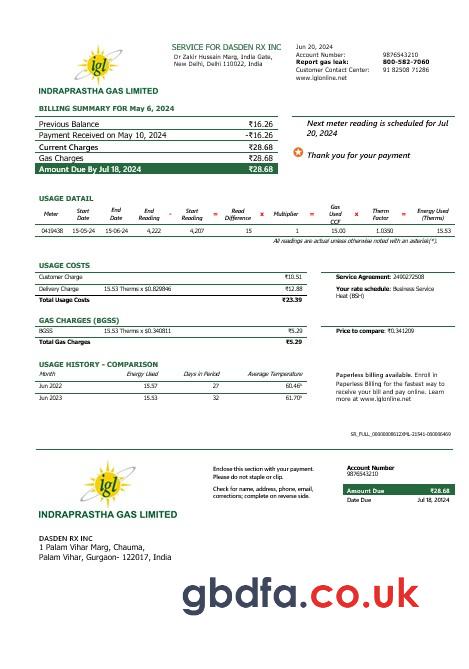 SERVICE FOR DASDEN RX INC
Dr Zakir Hussain Marg, India Gate,
New Delhi, Delhi 110022, India
Jun 20, 2024
Account Number: 9876543210
Report gas leak: 800-582-7060
Customer Contact Center: 91 82508 71286
www.iglonline.net
igl
INDRAPRASTHA GAS LIMITED
BILLING SUMMARY FOR May 6, 2024
Previous Balance ₹16.26
Payment Received on May 10, 2024 -₹16.26
Current Charges ₹28.68
Gas Charges ₹28.68
Amount Due By Jul 18, 2024 ₹28.68
Next meter reading is scheduled for Jul
20, 2024
Thank you for your payment
USAGE DATAIL
Meter Start Date End Date End Reading - Start Reading = Read Difference x Multiplier = Gas Used CCF x Therm Factor = Energy Used (Therms)
0419438 15-05-24 15-06-24 4,222 4,207 15 1 15.00 1.0350 15.53
All readings are actual unless otherwise noted with an asterisk(*).
USAGE COSTS
Customer Charge ₹10.51
Delivery Charge 15.53 Therms x $0.829846 ₹12.88
Total Usage Costs ₹23.39
Service Agreement: 2490272508
Your rate schedule: Business Service
Heat (BSH)
GAS CHARGES (BGSS)
BGSS 15.53 Therms x $0.340811 ₹5.29
Total Gas Charges ₹5.29
Price to compare: ₹0.341209
USAGE HISTORY - COMPARISON
Month Energy Used Days in Period Average Temperature
Jun 2022 15.57 27 60.46°
Jun 2023 15.53 32 61.70°
Paperless billing available. Enroll in
Paperless Billing for the fastest way to
receive your bill and pay online. Learn
more at www.iglonline.net
igl
INDRAPRASTHA GAS LIMITED
Enclose this section with your payment.
Please do not staple or clip.
Check for name, address, phone, email,
corrections; complete on reverse side.
Account Number
9876543210
Amount Due ₹28.68
Date Due Jul 18, 20124
DASDEN RX INC
1 Palam Vihar Marg, Chauma,
Palam Vihar, Gurgaon- 122017, India
gbdfa.co.uk